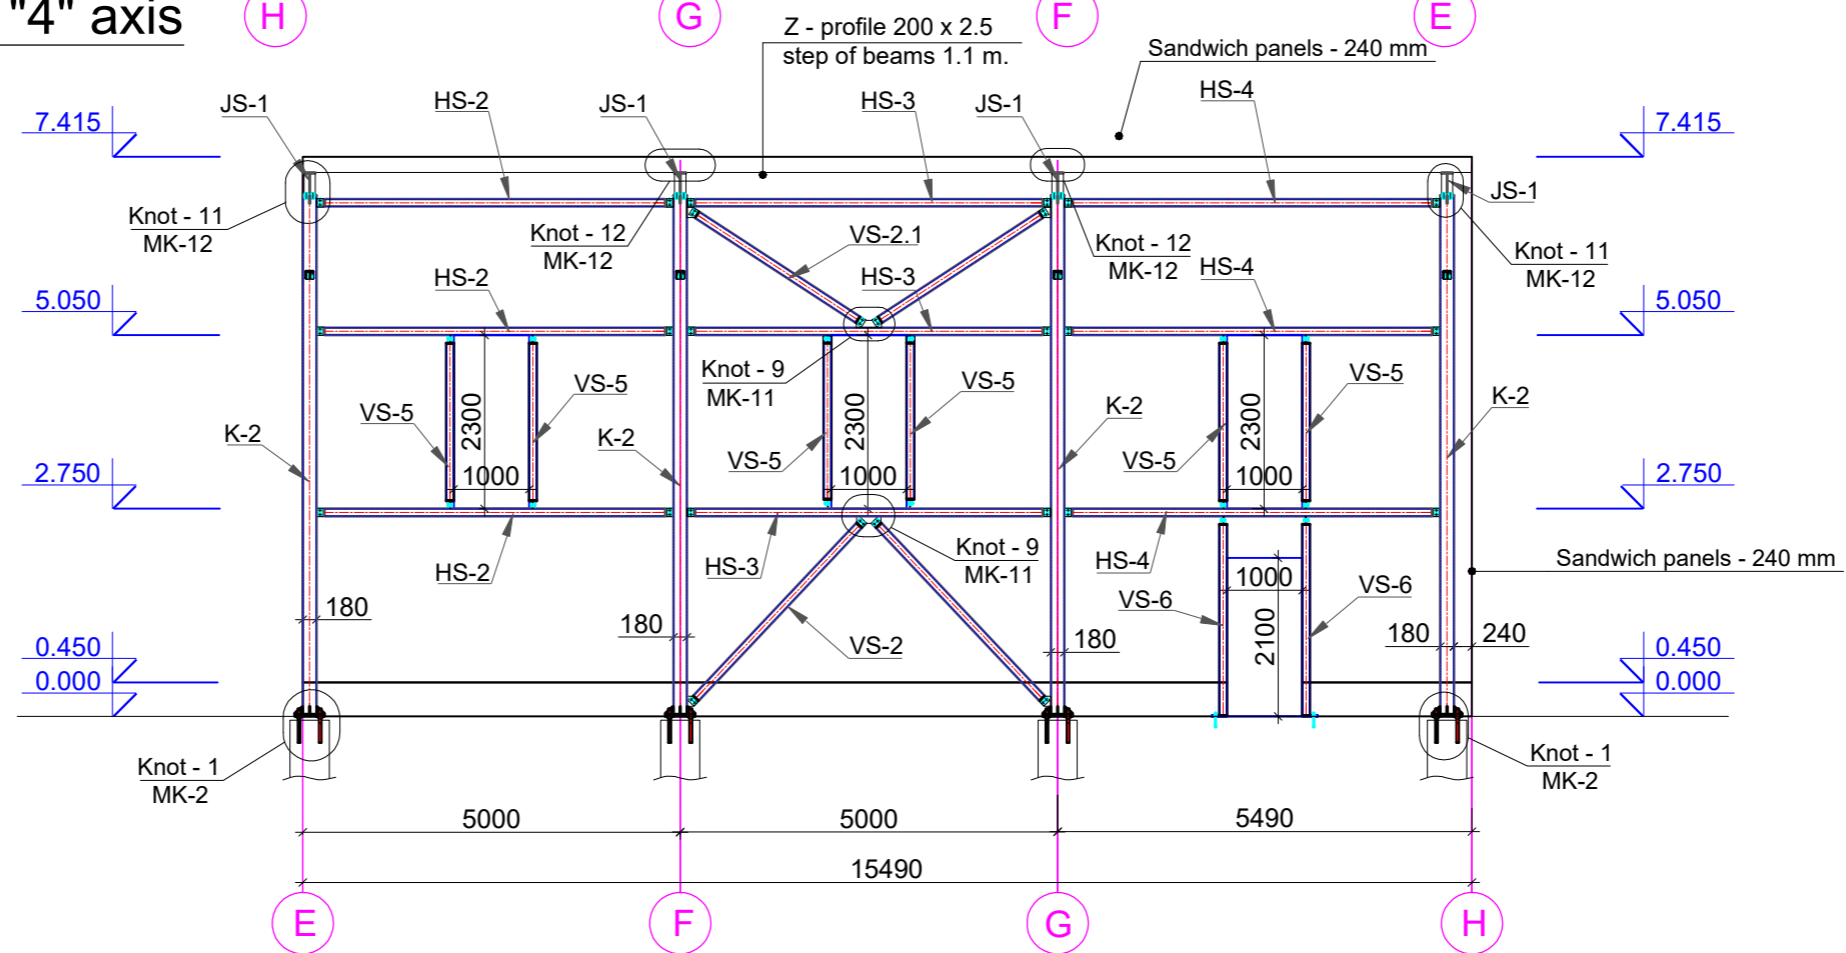 "4" axis
H
G
F
E
Z - profile 200 x 2.5
step of beams 1.1 m.
Sandwich panels - 240 mm
JS-1
HS-2
JS-1
HS-3
JS-1
HS-4
7.415
7.415
JS-1
Knot - 11
MK-12
Knot - 12
MK-12
VS-2.1
Knot - 12
MK-12
Knot - 11
MK-12
HS-2
HS-3
HS-4
5.050
5.050
Knot - 9
MK-11
VS-5
VS-5
VS-5
VS-5
K-2
K-2
K-2
K-2
2300
2300
2300
VS-5
VS-5
1000
1000
1000
2.750
2.750
HS-2
HS-3
Knot - 9
MK-11
HS-4
Sandwich panels - 240 mm
1000
VS-6
VS-6
2100
180
180
180
180
240
VS-2
0.450
0.450
0.000
0.000
Knot - 1
MK-2
Knot - 1
MK-2
5000
5000
5490
15490
E
F
G
H